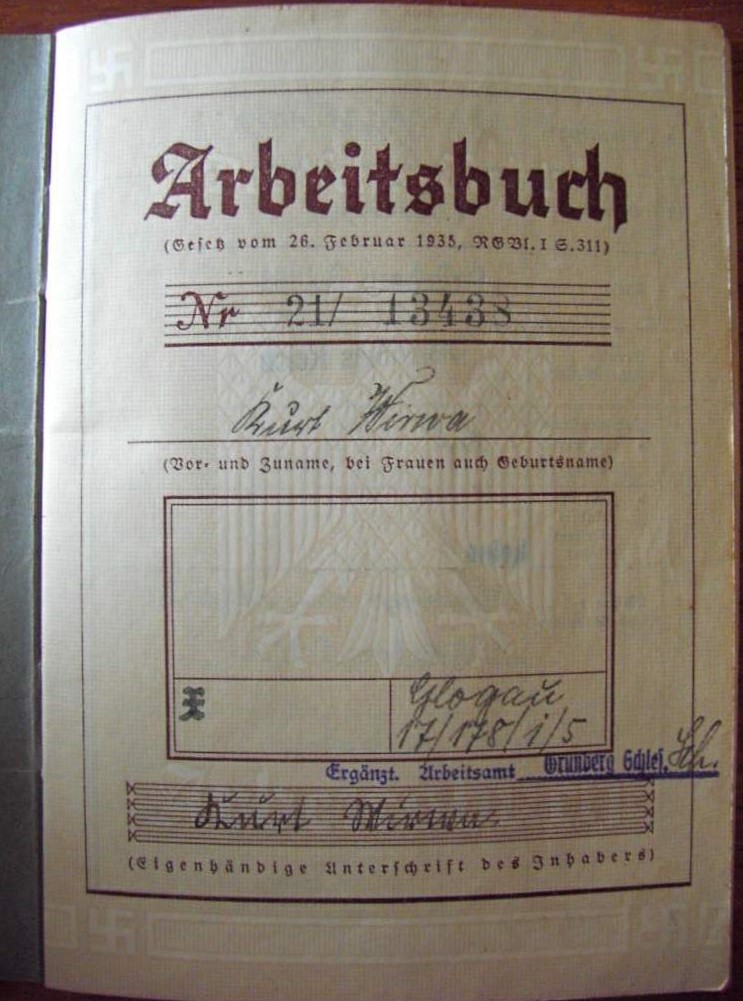 Arbeitsbuch
(Gesetz vom 26. Februar 1935, RGBl. I S. 311)
Nr 21/ 13438
Kurt Wirwa
(Vor- und Zuname, bei Frauen auch Geburtsname)
Glogau
17/178/1/5
Ergänzt. Arbeitsamt Grünberg Schles. Sch.
Kurt Wirwa
(Eigenhändige Unterschrift des Inhabers)